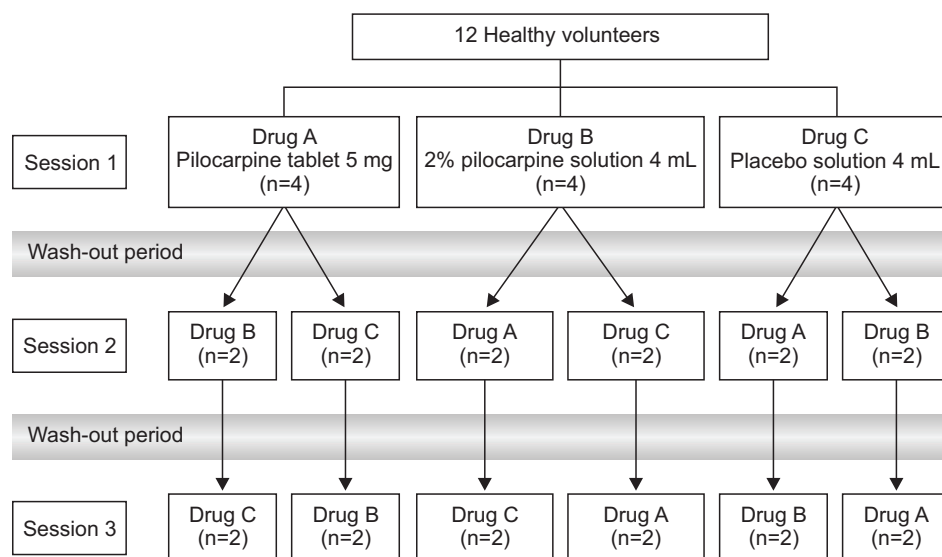 12 Healthy volunteers
Session 1
Drug A
Pilocarpine tablet 5 mg
(n=4)
Drug B
2% pilocarpine solution 4 mL
(n=4)
Drug C
Placebo solution 4 mL
(n=4)
Wash-out period
Session 2
Drug B
(n=2)
Drug C
(n=2)
Drug A
(n=2)
Drug C
(n=2)
Drug A
(n=2)
Drug B
(n=2)
Wash-out period
Session 3
Drug C
(n=2)
Drug B
(n=2)
Drug C
(n=2)
Drug A
(n=2)
Drug B
(n=2)
Drug A
(n=2)